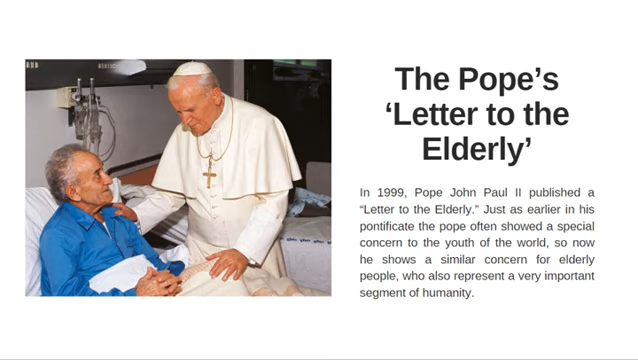 The Pope’s
‘Letter to the
Elderly’
In 1999, Pope John Paul II published a
“Letter to the Elderly.” Just as earlier in his
pontificate the pope often showed a special
concern to the youth of the world, so now
he shows a similar concern for elderly
people, who also represent a very important
segment of humanity.